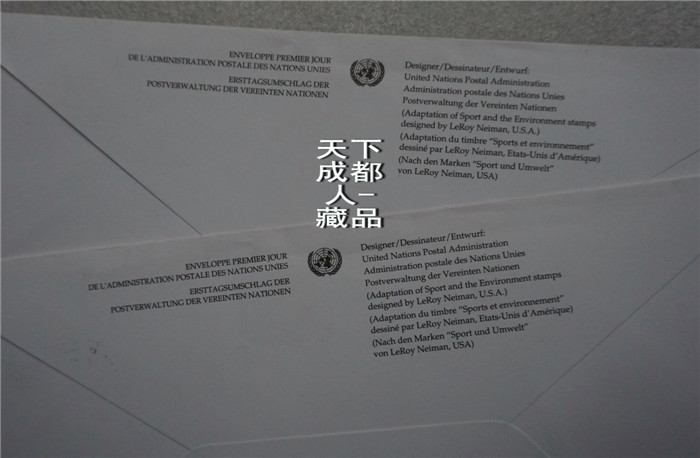 ENVELOPPE PREMIER JOUR
DE L'ADMINISTRATION POSTALE DES NATIONS UNIES
ERSTTAGSUMSCHLAG DER
POSTVERWALTUNG DER VEREINTEN NATIONEN
Designer/Dessinateur/Entwurf:
United Nations Postal Administration
Administration postale des Nations Unies
Postverwaltung der Vereinten Nationen
(Adaptation of Sport and the Environment stamps
designed by LeRoy Neiman, U.S.A.)
(Adaptation du timbre "Sports et environnement"
dessiné par LeRoy Neiman, Etats-Unis d'Amérique)
(Nach den Marken "Sport und Umwelt"
von LeRoy Neiman, USA)
天下
成都
人-
藏品
ENVELOPPE PREMIER JOUR
DE L'ADMINISTRATION POSTALE DES NATIONS UNIES
ERSTTAGSUMSCHLAG DER
POSTVERWALTUNG DER VEREINTEN NATIONEN
Designer/Dessinateur/Entwurf:
United Nations Postal Administration
Administration postale des Nations Unies
Postverwaltung der Vereinten Nationen
(Adaptation of Sport and the Environment stamps
designed by LeRoy Neiman, U.S.A.)
(Adaptation du timbre "Sports et environnement"
dessiné par LeRoy Neiman, Etats-Unis d'Amérique)
(Nach den Marken "Sport und Umwelt"
von LeRoy Neiman, USA)